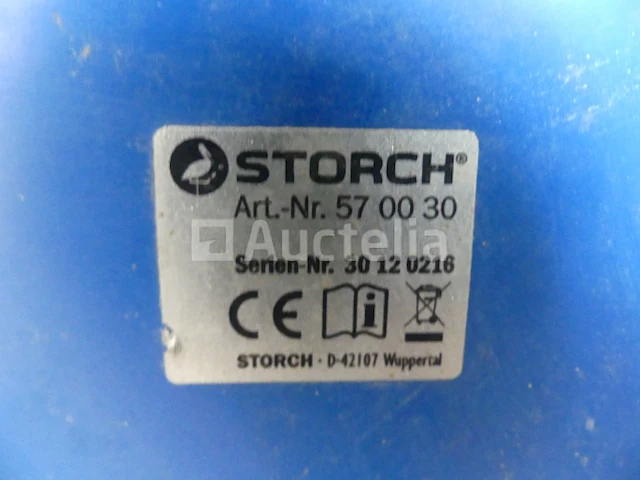 STORCH®
Art.-Nr. 57 00 30
Auctelia
Serien-Nr. 30 12 0216
CE
STORCH · D-42107 Wuppertal